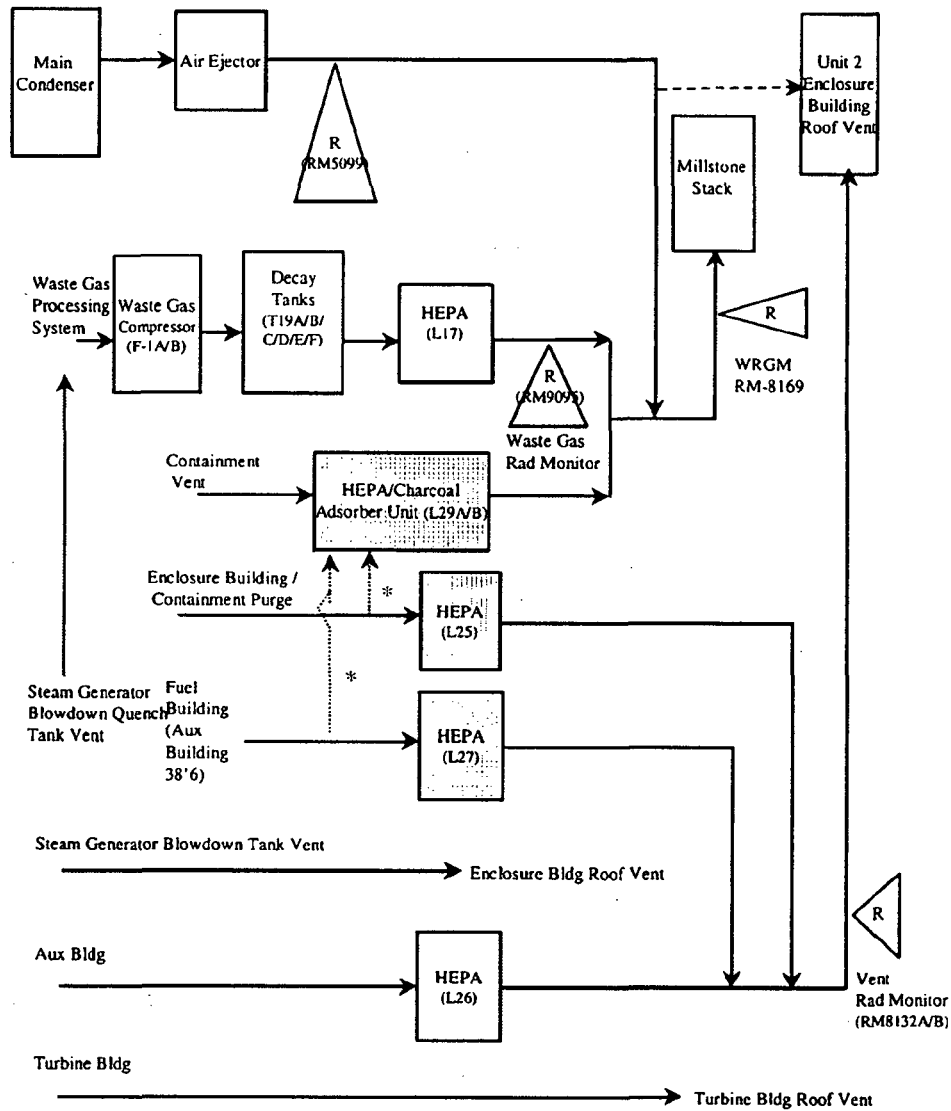 Main
Condenser
Air Ejector
Unit 2
Enclosure
Building
Roof Vent
R
(RM5099)
Millstone
Stack
Waste Gas
Processing
System
Waste Gas
Compressor
(F-1A/B)
Decay
Tanks
(T19A/B/
C/D/E/F)
HEPA
(L17)
R
(RM9095)
Waste Gas
Rad Monitor
R
WRGM
RM-8169
Containment
Vent
HEPA/Charcoal
Adsorber Unit (L29A/B)
Enclosure Building /
Containment Purge
*
HEPA
(L25)
*
Steam Generator
Blowdown Quench
Tank Vent
Fuel
Building
(Aux
Building
38'6)
HEPA
(L27)
Steam Generator Blowdown Tank Vent
Enclosure Bldg Roof Vent
R
Aux Bldg
HEPA
(L26)
Vent
Rad Monitor
(RM8132A/B)
Turbine Bldg
Turbine Bldg Roof Vent